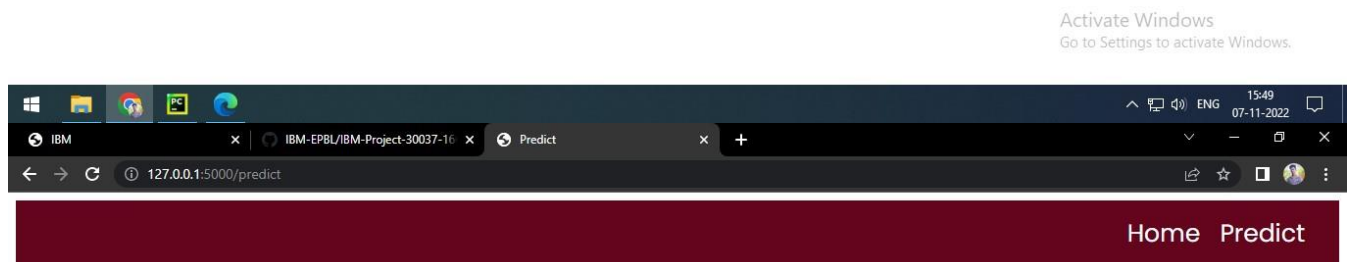 Activate Windows
Go to Settings to activate Windows.
PC
ENG
15:49
07-11-2022
IBM
IBM-EPBL/IBM-Project-30037-16
Predict
127.0.0.1:5000/predict
Home Predict